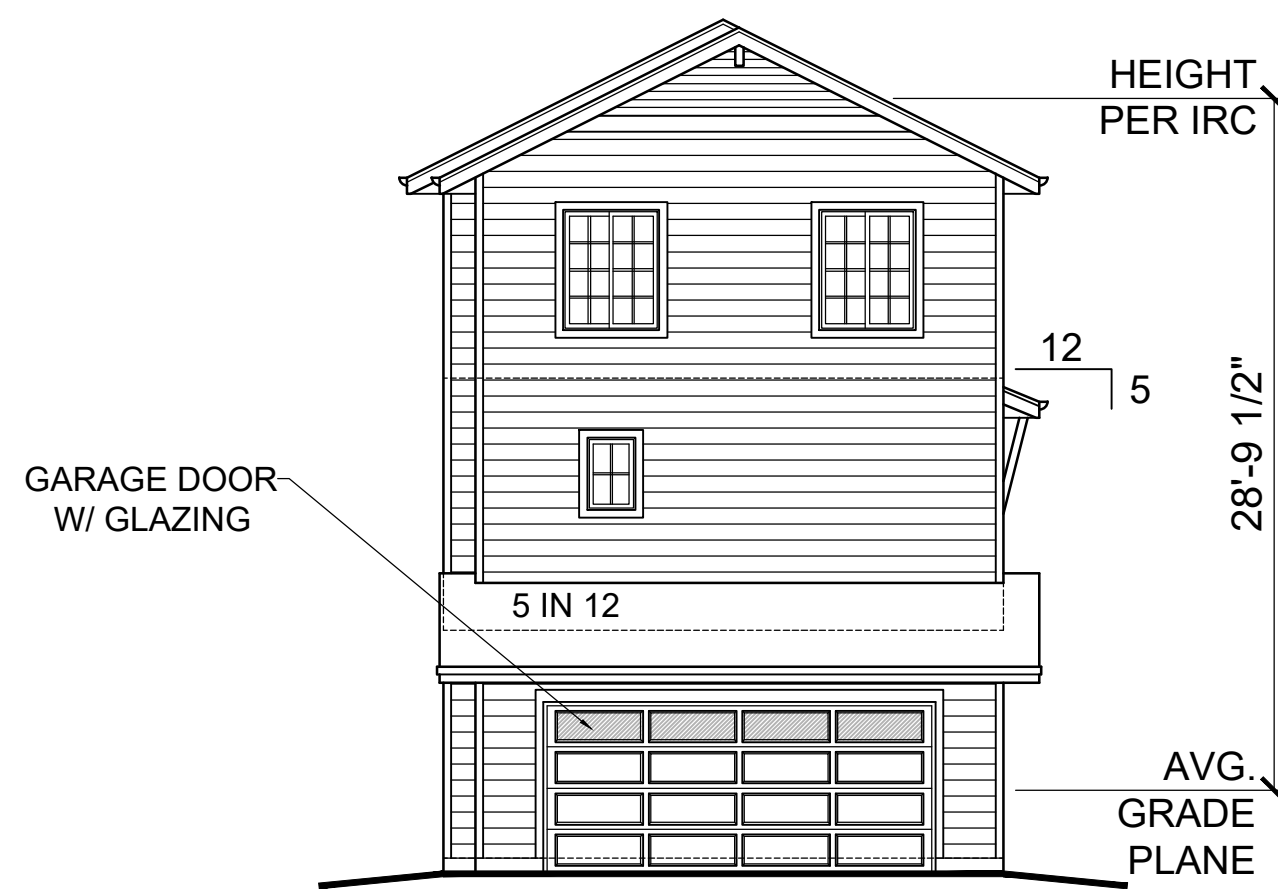 HEIGHT
PER IRC
12
5
28'-9 1/2"
GARAGE DOOR
W/ GLAZING
5 IN 12
AVG.
GRADE
PLANE